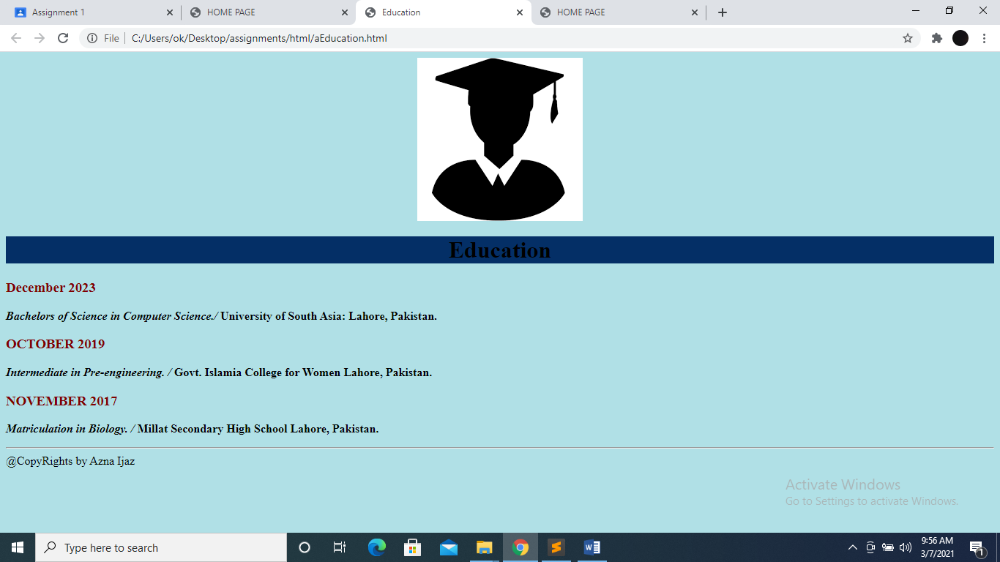 Assignment 1
HOME PAGE
Education
HOME PAGE
File
C:/Users/ok/Desktop/assignments/html/aEducation.html
Education
December 2023
Bachelors of Science in Computer Science./ University of South Asia: Lahore, Pakistan.
OCTOBER 2019
Intermediate in Pre-engineering. / Govt. Islamia College for Women Lahore, Pakistan.
NOVEMBER 2017
Matriculation in Biology. / Millat Secondary High School Lahore, Pakistan.
@CopyRights by Azna Ijaz
Activate Windows
Go to Settings to activate Windows.
Type here to search
W
9:56 AM
3/7/2021
1